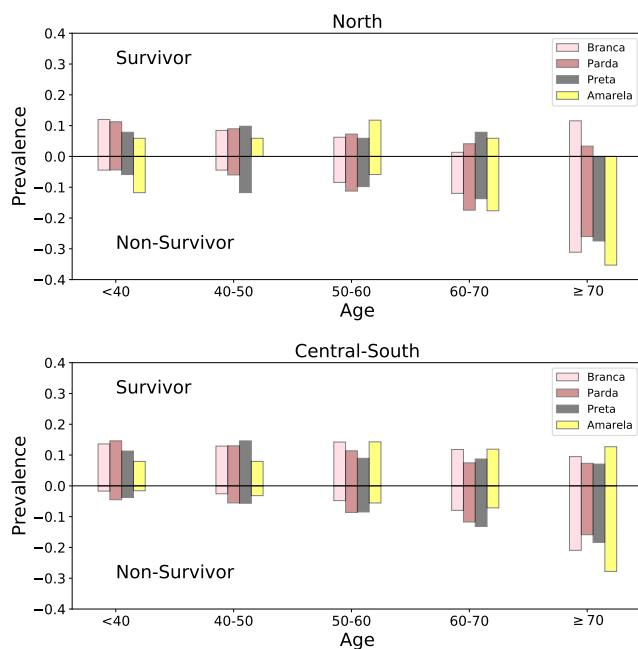 North
0.4
0.3
0.2
0.1
0.0
−0.1
−0.2
−0.3
−0.4
Prevalence
Survivor
Non-Survivor
Branca
Parda
Preta
Amarela
<40
40-50
50-60
60-70
≥ 70
Age
Central-South
0.4
0.3
0.2
0.1
0.0
−0.1
−0.2
−0.3
−0.4
Prevalence
Survivor
Non-Survivor
Branca
Parda
Preta
Amarela
<40
40-50
50-60
60-70
≥ 70
Age